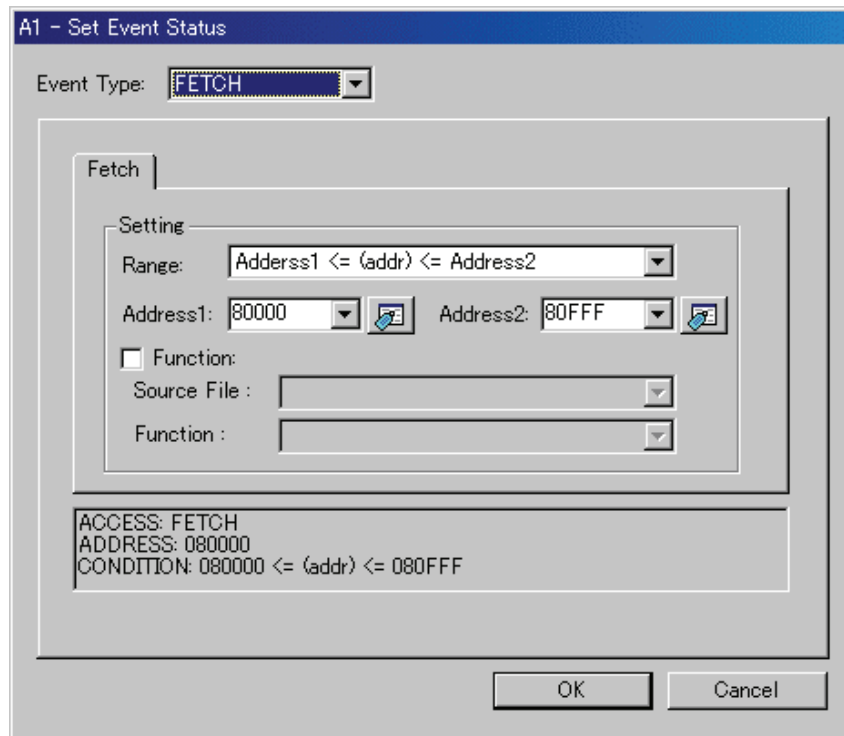 A1 - Set Event Status
Event Type: FETCH
Fetch
Setting
Range: Adderss1 <= (addr) <= Address2
Address1: 80000 Address2: 80FFF
Function:
Source File :
Function :
ACCESS: FETCH
ADDRESS: 080000
CONDITION: 080000 <= (addr) <= 080FFF
OK Cancel